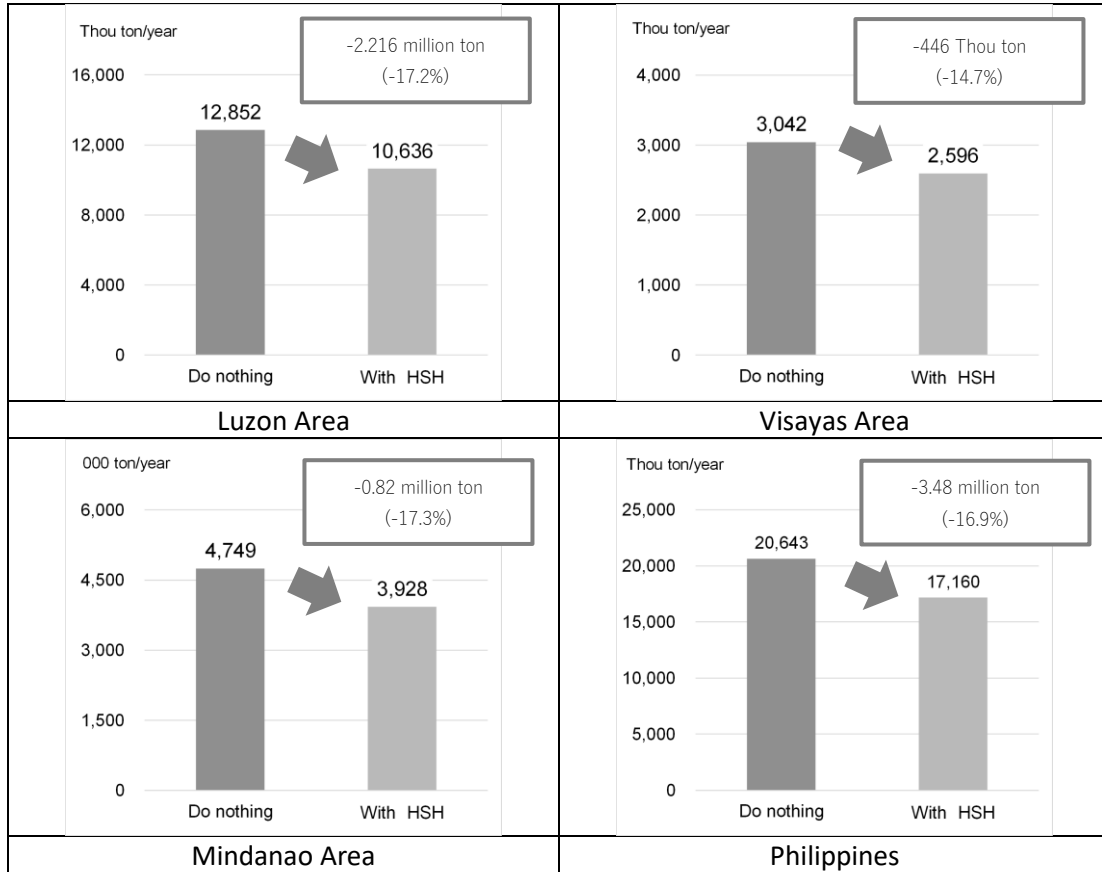 Thou ton/year
-2.216 million ton
(-17.2%)
16,000
12,852
12,000
10,636
8,000
4,000
0
Do nothing
With HSH
Luzon Area
Thou ton/year
-446 Thou ton
(-14.7%)
4,000
3,042
3,000
2,596
2,000
1,000
0
Do nothing
With HSH
Visayas Area
000 ton/year
-0.82 million ton
(-17.3%)
6,000
4,749
4,500
3,928
3,000
1,500
0
Do nothing
With HSH
Mindanao Area
Thou ton/year
-3.48 million ton
(-16.9%)
25,000
20,643
20,000
17,160
15,000
10,000
5,000
0
Do nothing
With HSH
Philippines